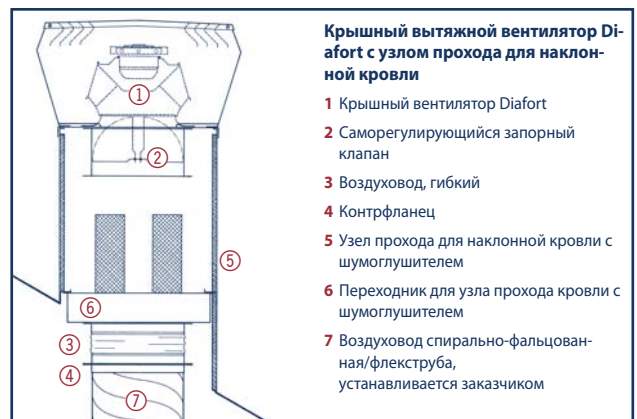 Крышный вытяжной вентилятор Di-
afort с узлом прохода для наклон-
ной кровли
1 Крышный вентилятор Diafort
2 Саморегулирующийся запорный
клапан
3 Воздуховод, гибкий
4 Контрфланец
5 Узел прохода для наклонной кровли с
шумоглушителем
6 Переходник для узла прохода кровли с
шумоглушителем
7 Воздуховод спирально-фальцован-
ная/флекструба,
устанавливается заказчиком
1
2
5
6
3
4
7